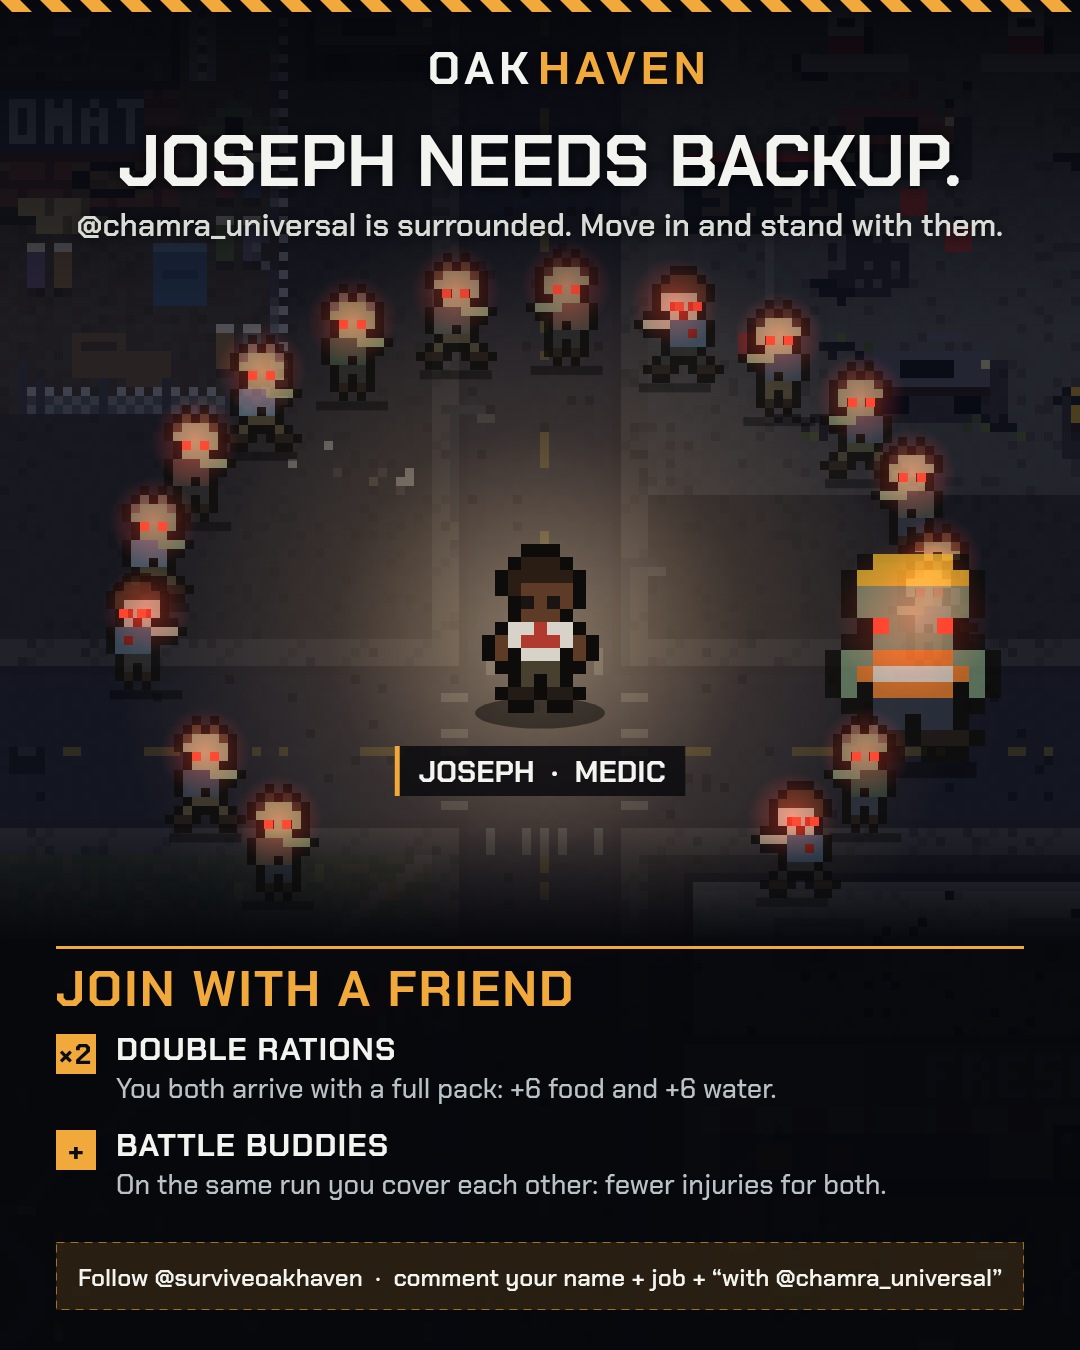 OAKHAVEN
JOSEPH NEEDS BACKUP.
@chamra_universal is surrounded. Move in and stand with them.
OMAT
JOSEPH · MEDIC
JOIN WITH A FRIEND
×2 DOUBLE RATIONS
You both arrive with a full pack: +6 food and +6 water.
+ BATTLE BUDDIES
On the same run you cover each other: fewer injuries for both.
Follow @surviveoakhaven · comment your name + job + “with @chamra_universal”